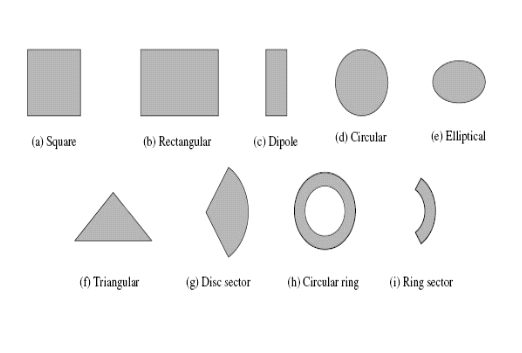 (a) Square
(b) Rectangular
(c) Dipole
(d) Circular
(e) Elliptical
(f) Triangular
(g) Disc sector
(h) Circular ring
(i) Ring sector